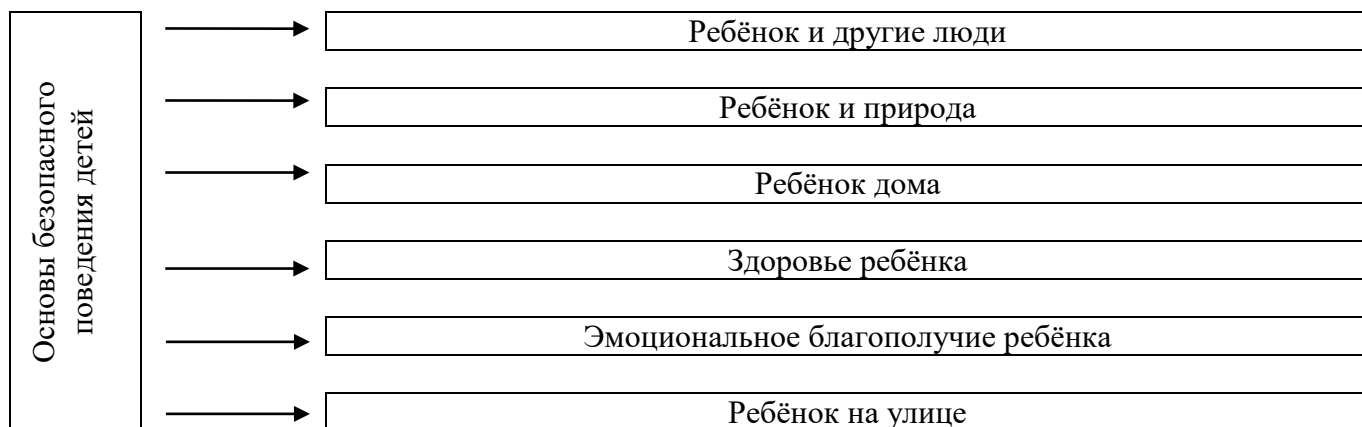 Основы безопасного
поведения детей
Ребёнок и другие люди
Ребёнок и природа
Ребёнок дома
Здоровье ребёнка
Эмоциональное благополучие ребёнка
Ребёнок на улице